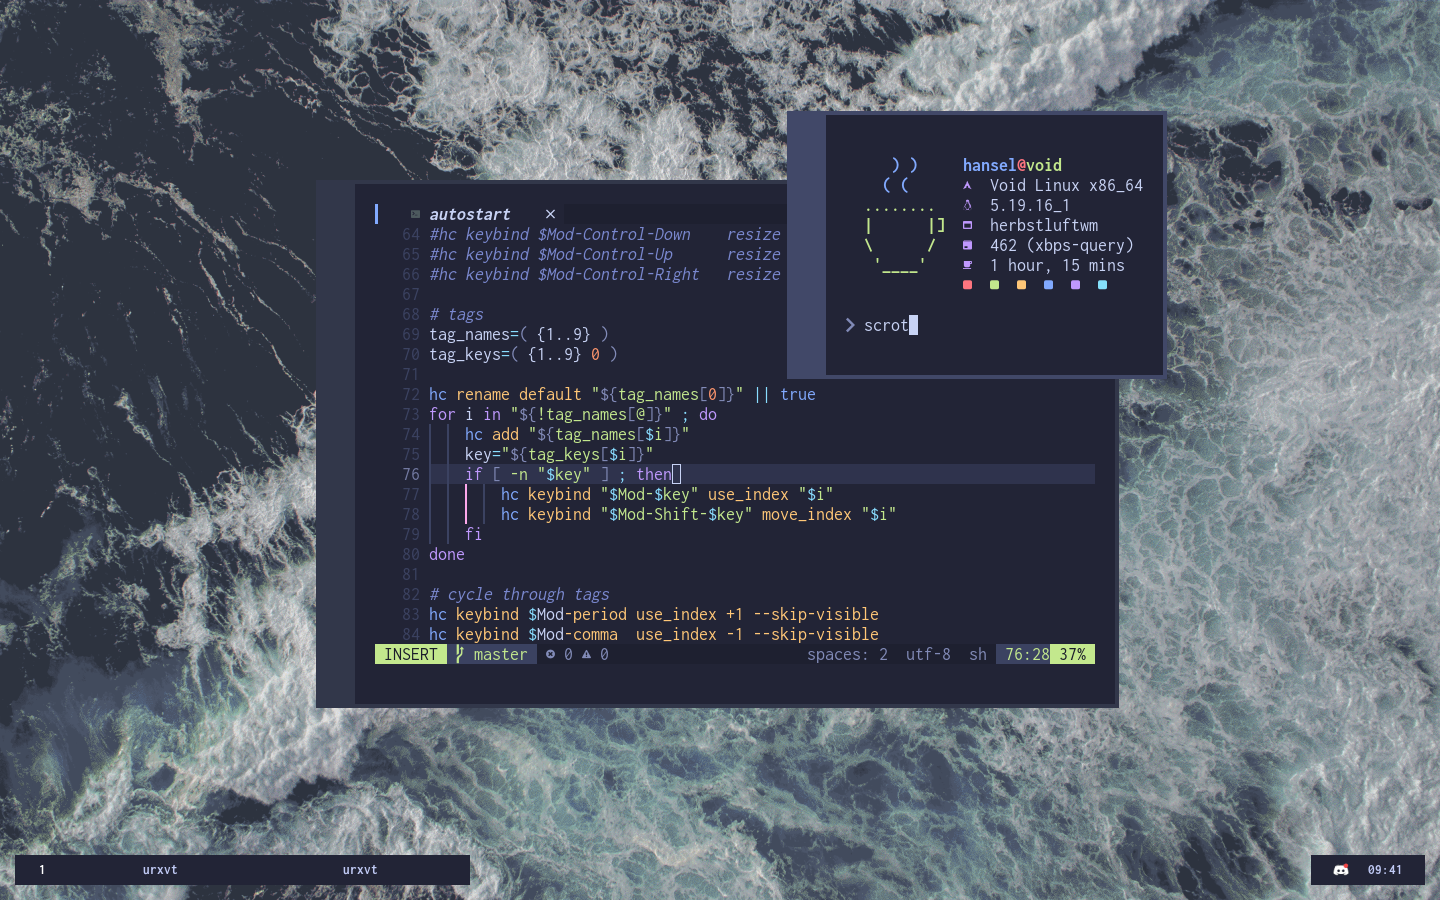 autostart ×
64 #hc keybind $Mod-Control-Down resize
65 #hc keybind $Mod-Control-Up resize
66 #hc keybind $Mod-Control-Right resize
67
68 # tags
69 tag_names=( {1..9} )
70 tag_keys=( {1..9} 0 )
71
72 hc rename default "${tag_names[0]}" || true
73 for i in "${!tag_names[@]}" ; do
74 hc add "${tag_names[$i]}"
75 key="${tag_keys[$i]}"
76 if [ -n "$key" ] ; then
77 hc keybind "$Mod-$key" use_index "$i"
78 hc keybind "$Mod-Shift-$key" move_index "$i"
79 fi
80 done
81
82 # cycle through tags
83 hc keybind $Mod-period use_index +1 --skip-visible
84 hc keybind $Mod-comma use_index -1 --skip-visible
INSERT master 0 0 spaces: 2 utf-8 sh 76:28 37%
hansel@void
Void Linux x86_64
5.19.16_1
herbstluftwm
462 (xbps-query)
1 hour, 15 mins
) )
( (
........
| |]
\ /
'____'
❯ scrot
1 urxvt urxvt
09:41